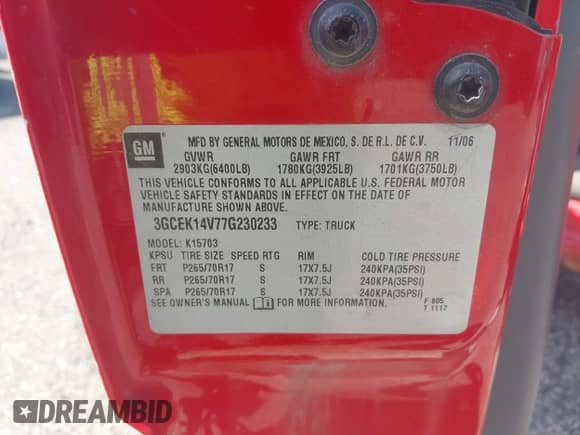 GM
MFD BY GENERAL MOTORS DE MEXICO, S. DE R.L. DE C.V. 11/06
GVWR GAWR FRT GAWR RR
2903KG(6400LB) 1780KG(3925LB) 1701KG(3750LB)
THIS VEHICLE CONFORMS TO ALL APPLICABLE U.S. FEDERAL MOTOR
VEHICLE SAFETY STANDARDS IN EFFECT ON THE DATE OF
MANUFACTURE SHOWN ABOVE.
3GCEK14V77G230233 TYPE: TRUCK
MODEL: K15703
KPSU TIRE SIZE SPEED RTG RIM COLD TIRE PRESSURE
FRT P265/70R17 S 17X7.5J 240KPA(35PSI)
RR P265/70R17 S 17X7.5J 240KPA(35PSI)
SPA P265/70R17 S 17X7.5J 240KPA(35PSI)
SEE OWNER'S MANUAL FOR MORE INFORMATION.
F 805
T 1117
DREAMBID